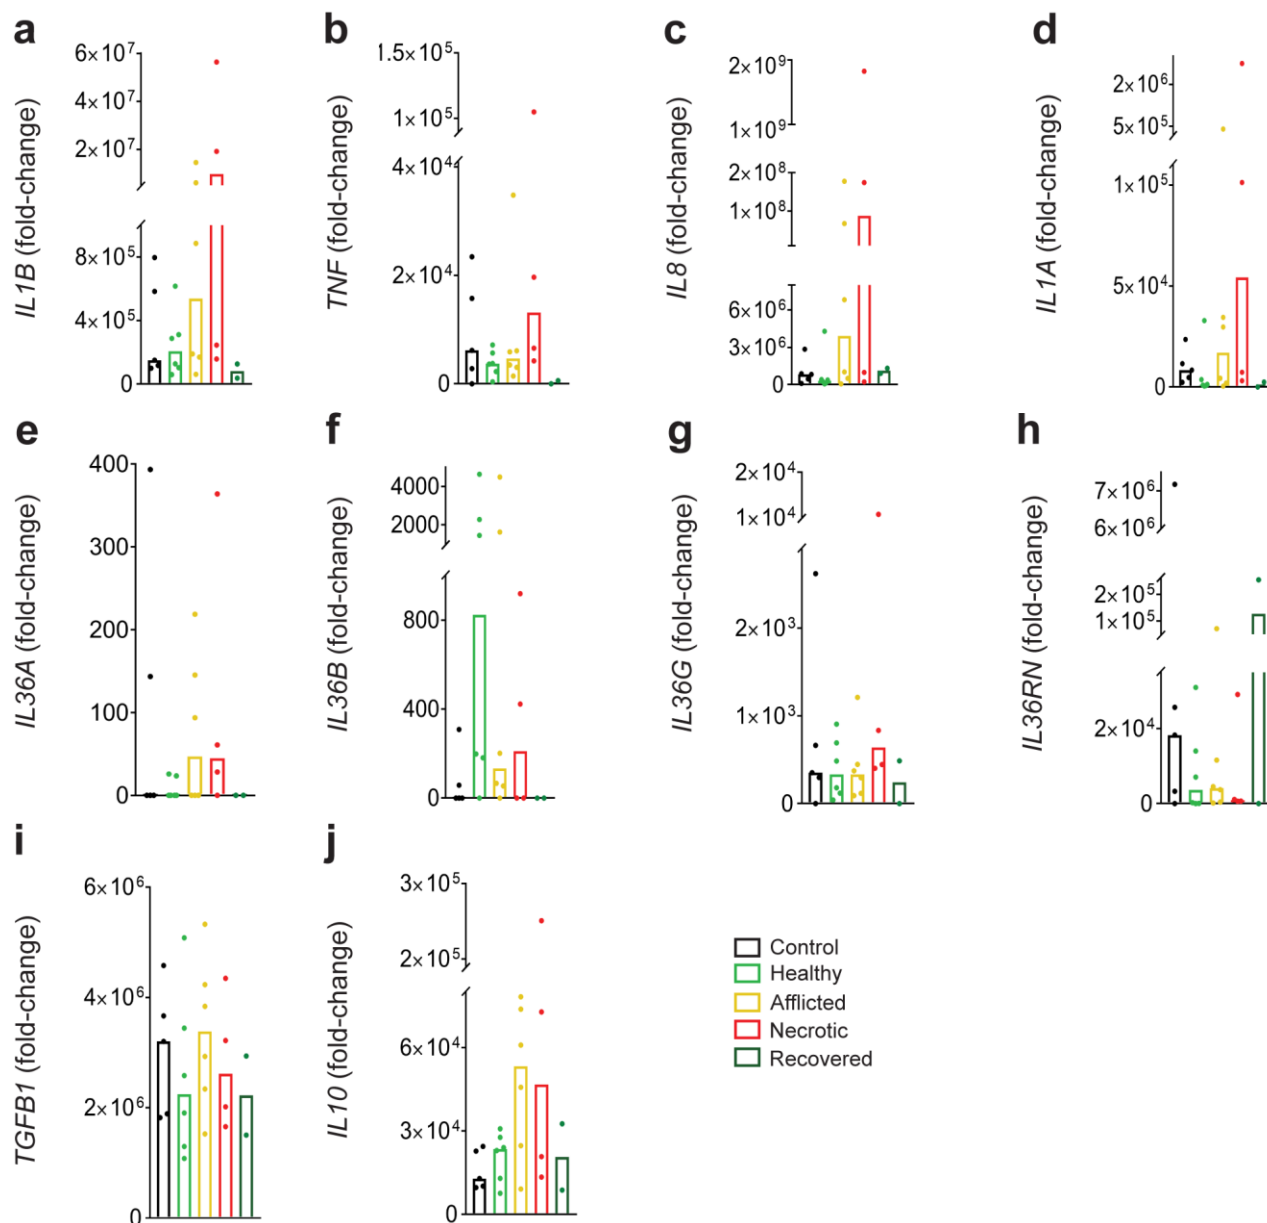 a
IL1B (fold-change)
6×10⁷
4×10⁷
2×10⁷
8×10⁵
4×10⁵
0
b
TNF (fold-change)
1.5×10⁵
1×10⁵
4×10⁴
2×10⁴
0
c
IL8 (fold-change)
2×10⁹
1×10⁹
2×10⁸
1×10⁸
6×10⁶
3×10⁶
0
d
IL1A (fold-change)
2×10⁶
5×10⁵
1×10⁵
5×10⁴
0
e
IL36A (fold-change)
400
300
200
100
0
f
IL36B (fold-change)
4000
2000
800
400
0
g
IL36G (fold-change)
2×10⁴
1×10⁴
2×10³
1×10³
0
h
IL36RN (fold-change)
7×10⁶
6×10⁶
2×10⁵
1×10⁵
2×10⁴
0
i
TGFB1 (fold-change)
6×10⁶
4×10⁶
2×10⁶
0
j
IL10 (fold-change)
3×10⁵
2×10⁵
6×10⁴
3×10⁴
0
Control
Healthy
Afflicted
Necrotic
Recovered